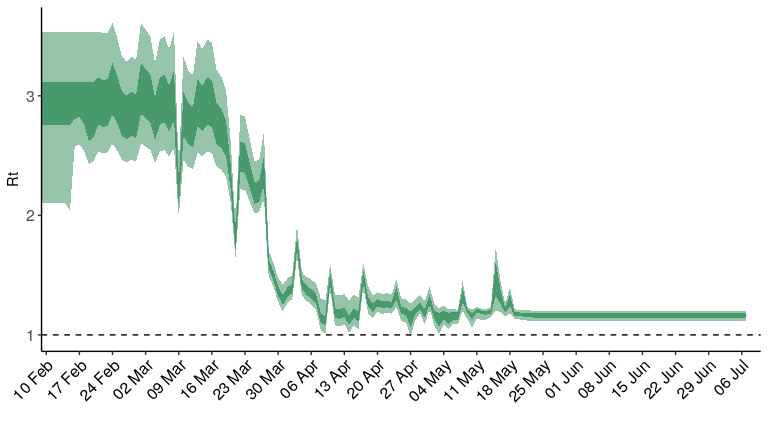 Rt
3
2
1
10 Feb
17 Feb
24 Feb
02 Mar
09 Mar
16 Mar
23 Mar
30 Mar
06 Apr
13 Apr
20 Apr
27 Apr
04 May
11 May
18 May
25 May
01 Jun
08 Jun
15 Jun
22 Jun
29 Jun
06 Jul